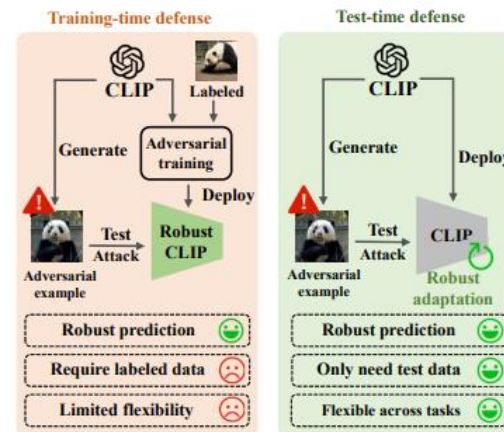 Training-time defense
CLIP
Labeled
Generate
Adversarial
training
Deploy
!
Test
Attack
Robust
CLIP
Adversarial
example
Robust prediction
Require labeled data
Limited flexibility
Test-time defense
CLIP
Generate
Deploy
!
Test
Attack
CLIP
Adversarial
example
Robust
adaptation
Robust prediction
Only need test data
Flexible across tasks